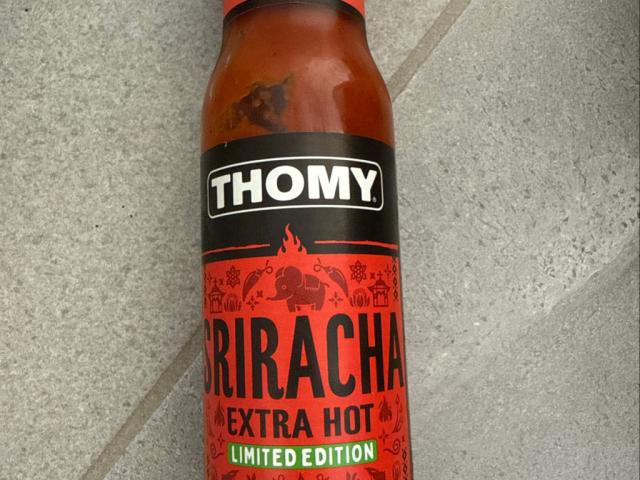 THOMY
SRIRACHA
EXTRA HOT
LIMITED EDITION